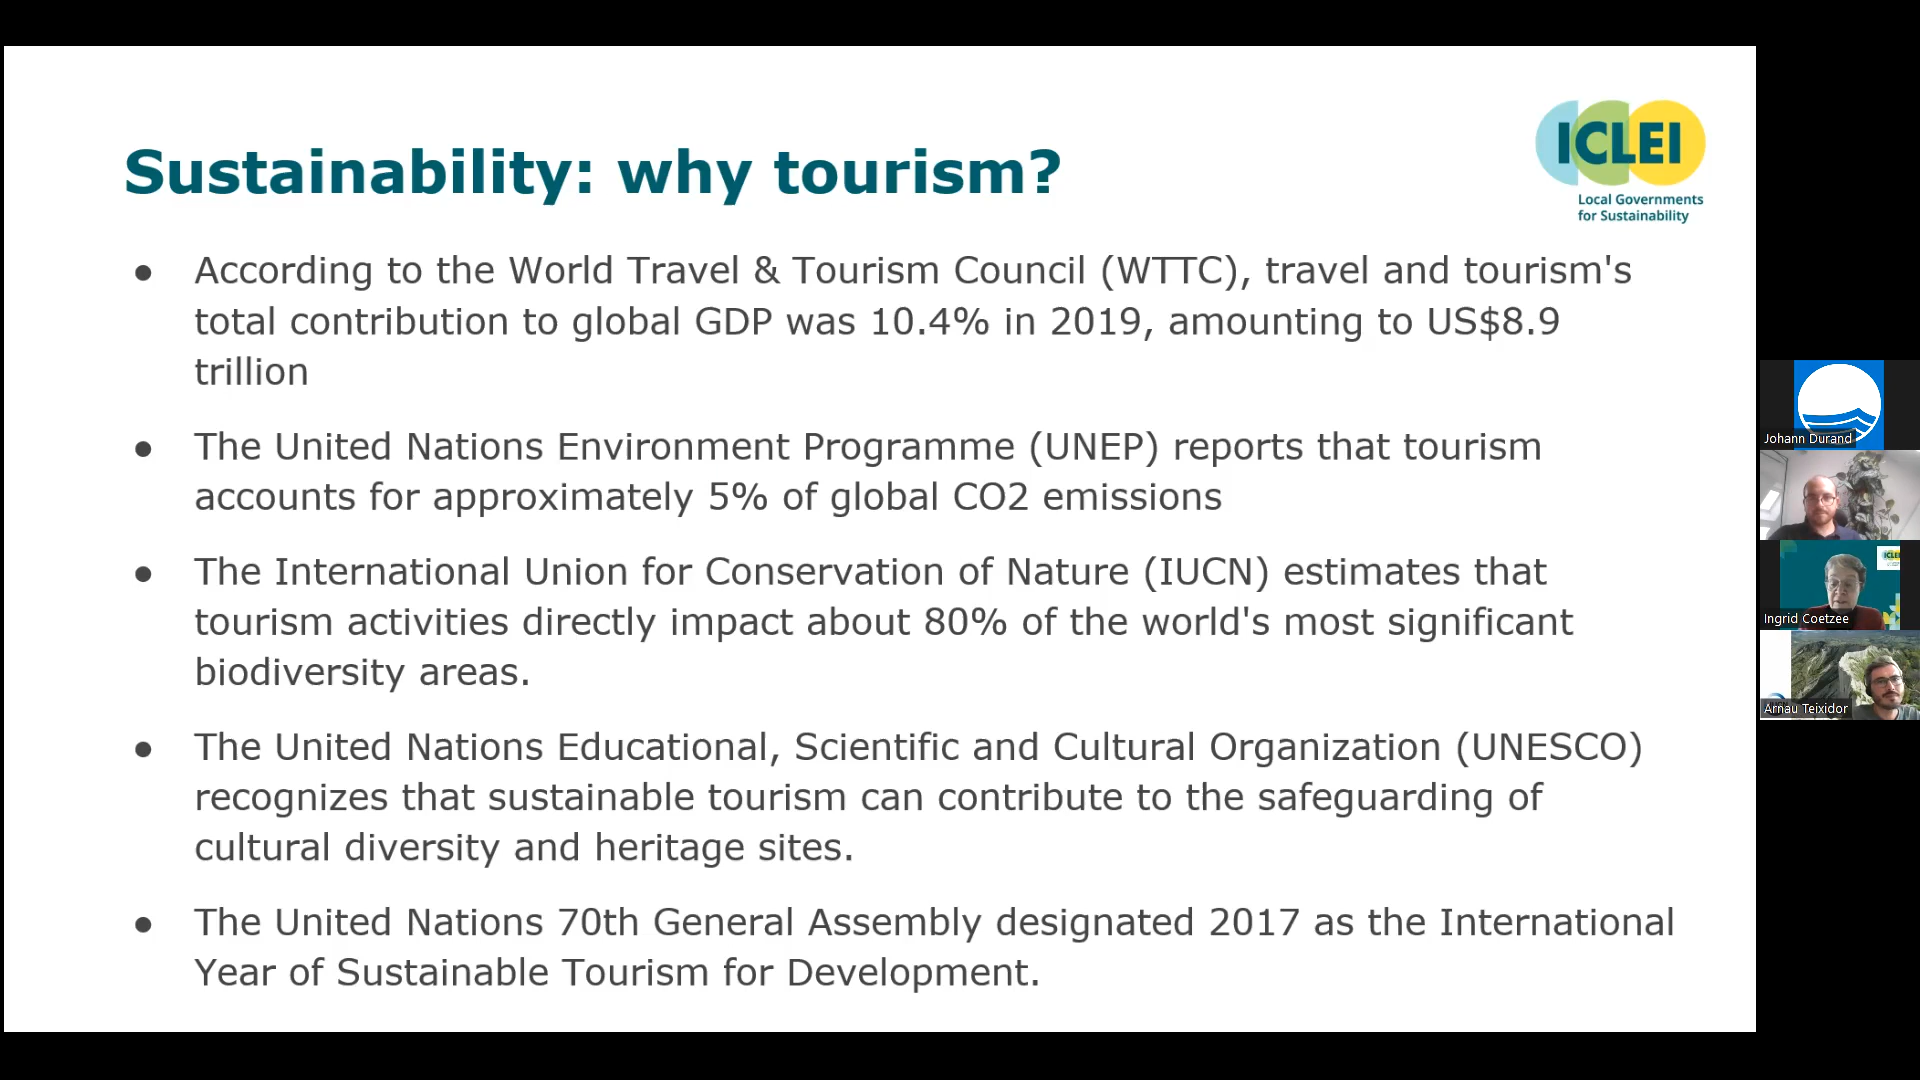 Sustainability: why tourism?
ICLEI
Local Governments
for Sustainability
● According to the World Travel & Tourism Council (WTTC), travel and tourism's
total contribution to global GDP was 10.4% in 2019, amounting to US$8.9
trillion
● The United Nations Environment Programme (UNEP) reports that tourism
accounts for approximately 5% of global CO2 emissions
● The International Union for Conservation of Nature (IUCN) estimates that
tourism activities directly impact about 80% of the world's most significant
biodiversity areas.
● The United Nations Educational, Scientific and Cultural Organization (UNESCO)
recognizes that sustainable tourism can contribute to the safeguarding of
cultural diversity and heritage sites.
● The United Nations 70th General Assembly designated 2017 as the International
Year of Sustainable Tourism for Development.
Johann Durand
Ingrid Coetzee
Arnau Teixidor